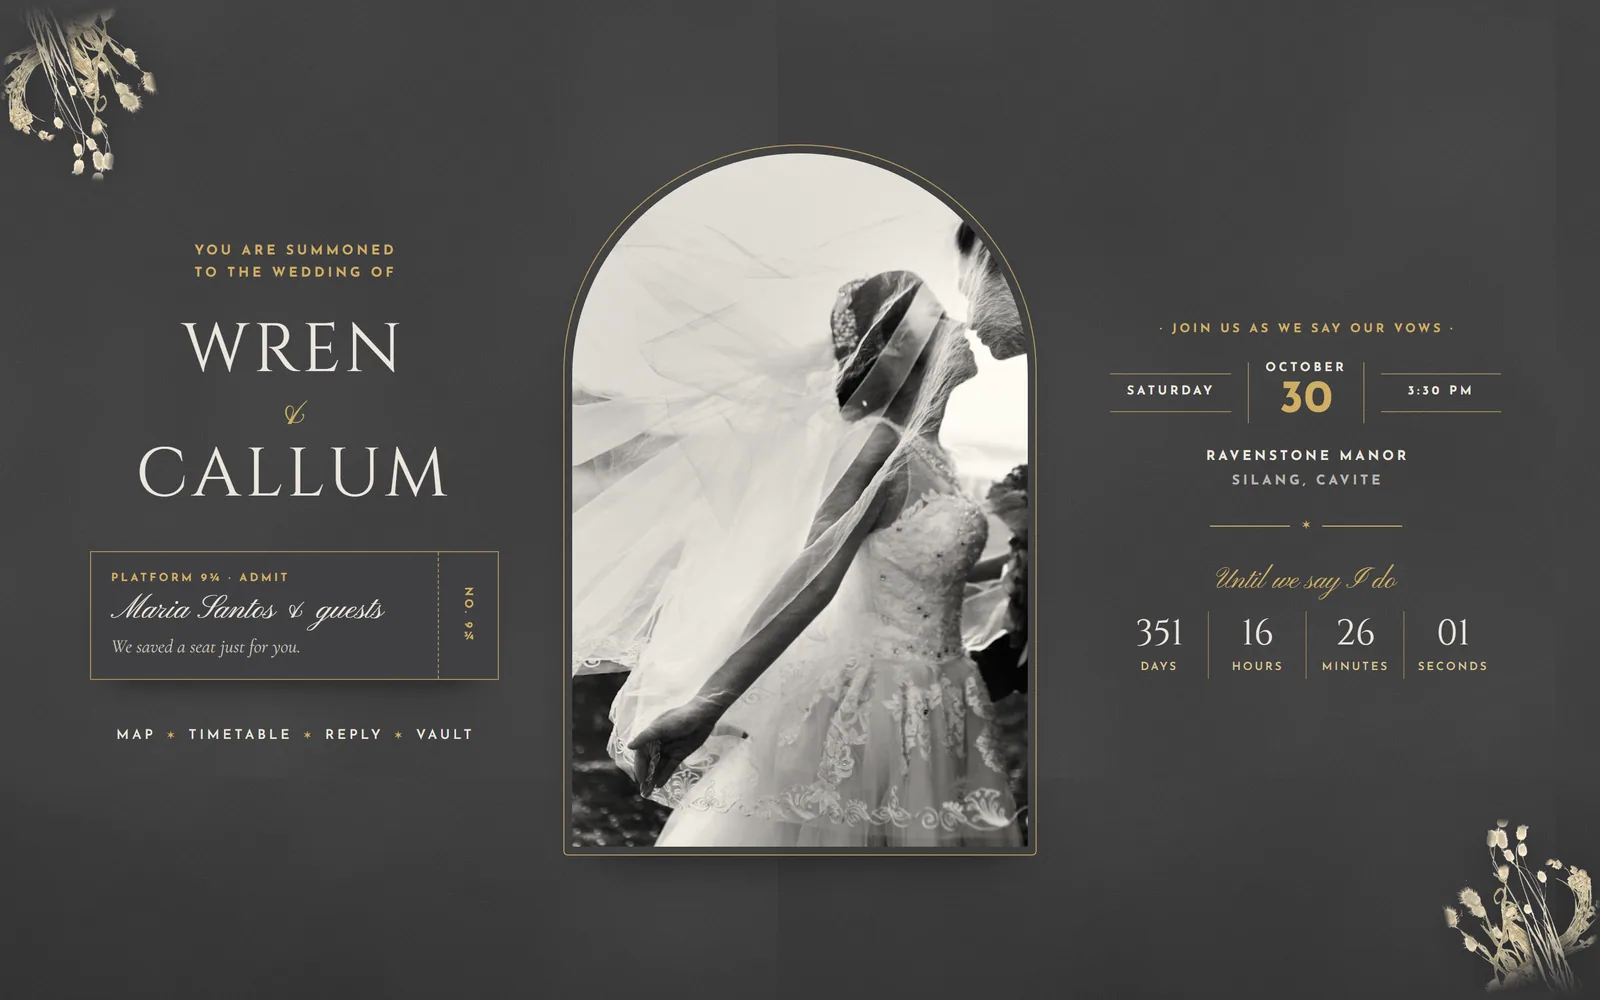 YOU ARE SUMMONED
TO THE WEDDING OF
WREN
&
CALLUM
PLATFORM 9¾ · ADMIT
Maria Santos & guests
We saved a seat just for you.
NO. 9¾
MAP ✶ TIMETABLE ✶ REPLY ✶ VAULT
· JOIN US AS WE SAY OUR VOWS ·
SATURDAY
OCTOBER
30
3:30 PM
RAVENSTONE MANOR
SILANG, CAVITE
Until we say I do
351 16 26 01
DAYS HOURS MINUTES SECONDS